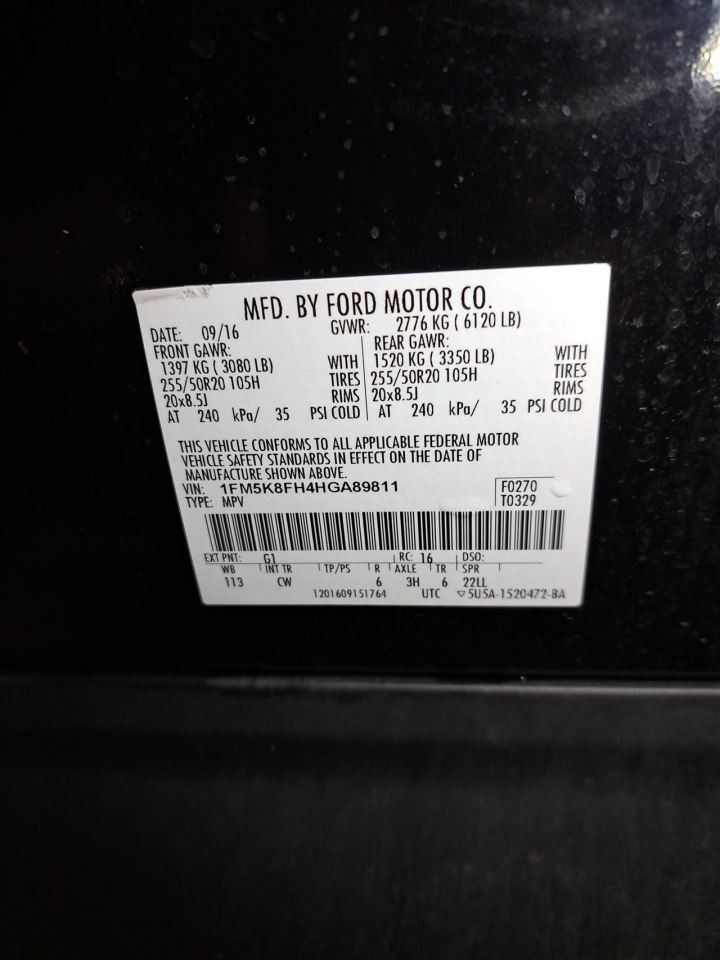 MFD. BY FORD MOTOR CO.
DATE: 09/16 GVWR: 2776 KG ( 6120 LB)
FRONT GAWR: REAR GAWR:
1397 KG ( 3080 LB) WITH 1520 KG ( 3350 LB) WITH
255/50R20 105H TIRES 255/50R20 105H TIRES
20x8.5J RIMS 20x8.5J RIMS
AT 240 kPa/ 35 PSI COLD AT 240 kPa/ 35 PSI COLD
THIS VEHICLE CONFORMS TO ALL APPLICABLE FEDERAL MOTOR
VEHICLE SAFETY STANDARDS IN EFFECT ON THE DATE OF
MANUFACTURE SHOWN ABOVE.
VIN: 1FM5K8FH4HGA89811 F0270
TYPE: MPV T0329
EXT PNT: G1 RC: 16 DSO:
WB INT TR TP/PS R AXLE TR SPR
113 CW 6 3H 6 22LL
1201609151764 UTC ▽5U5A-1520472-BA